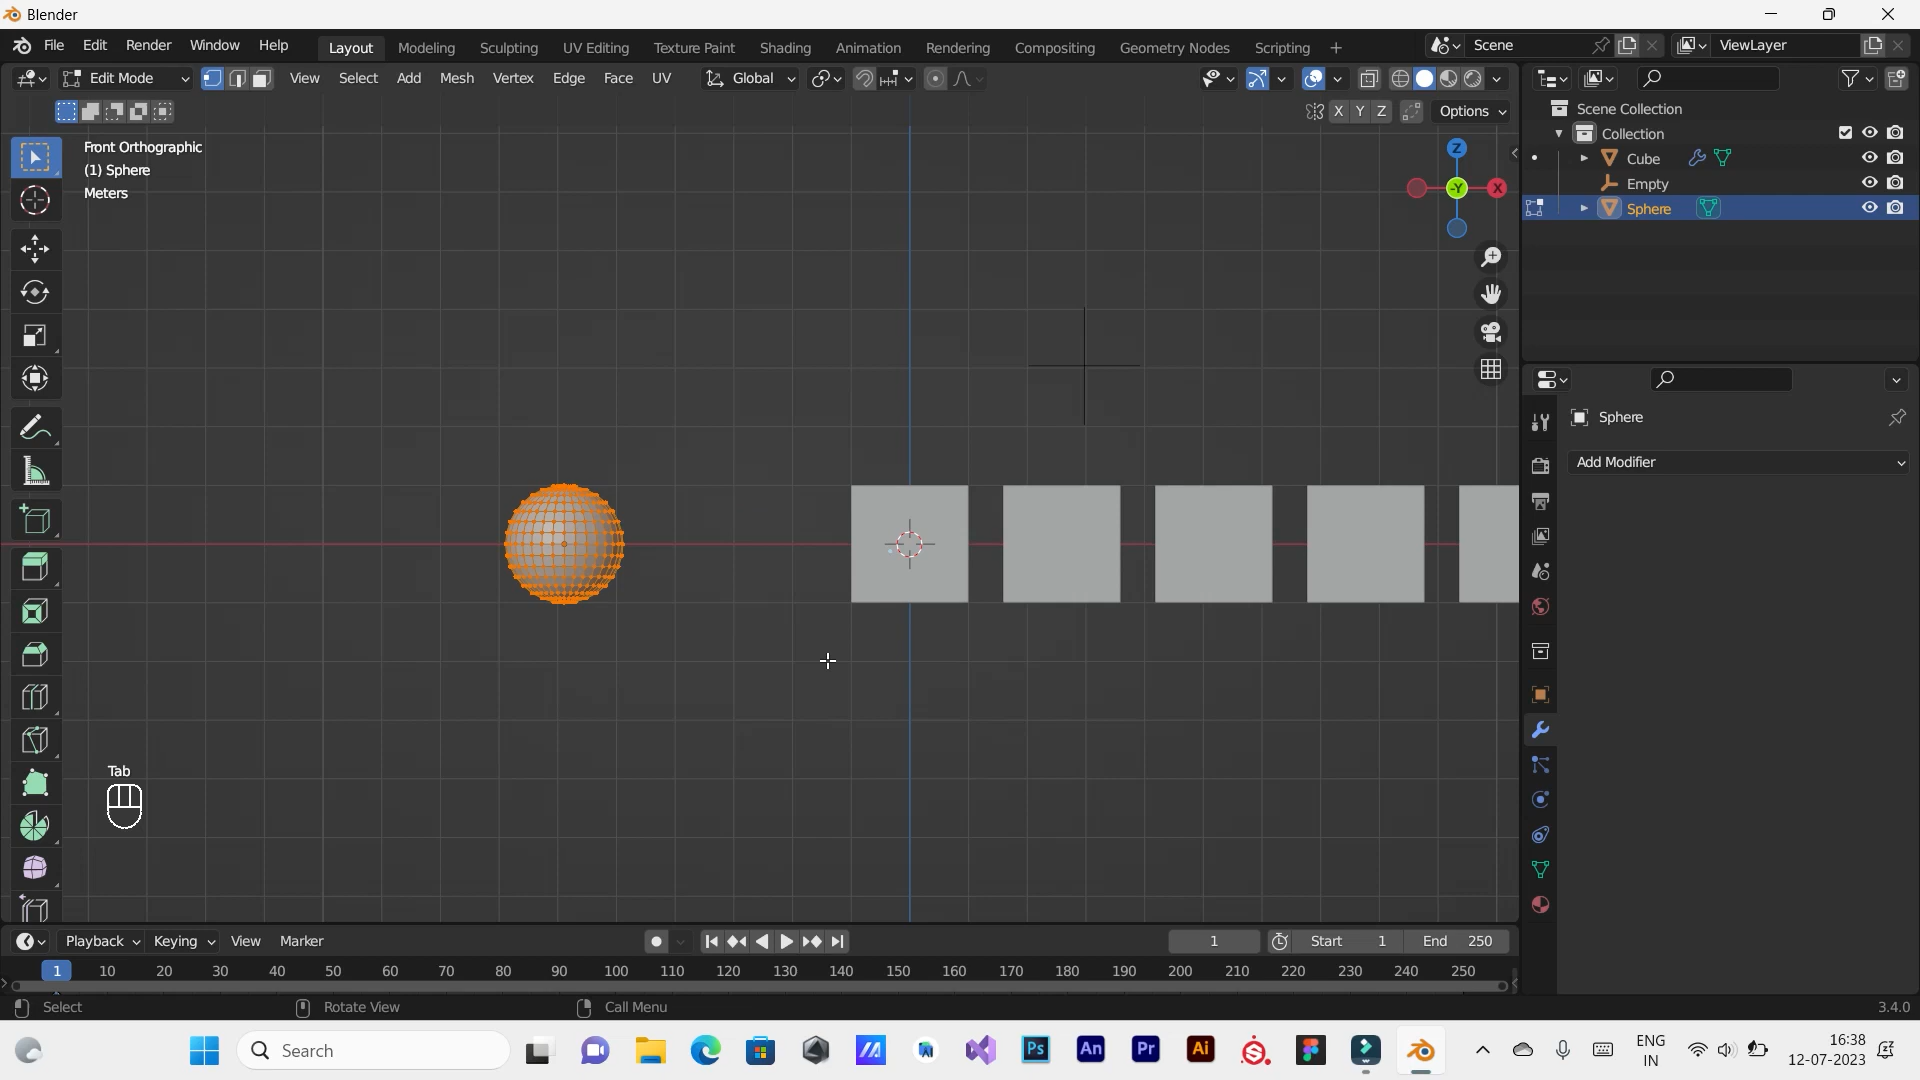 Blender
File Edit Render Window Help Layout Modeling Sculpting UV Editing Texture Paint Shading Animation Rendering Compositing Geometry Nodes Scripting + Scene ViewLayer
Edit Mode View Select Add Mesh Vertex Edge Face UV Global
X Y Z Options
Front Orthographic
(1) Sphere
Meters
Z
-Y X
Scene Collection
Collection
Cube
Empty
Sphere
Sphere
Add Modifier
Tab
Playback Keying View Marker 1 Start 1 End 250
1 10 20 30 40 50 60 70 80 90 100 110 120 130 140 150 160 170 180 190 200 210 220 230 240 250
Select Rotate View Call Menu 3.4.0
Search Ps An Pr Ai ENG IN 16:38
12-07-2023